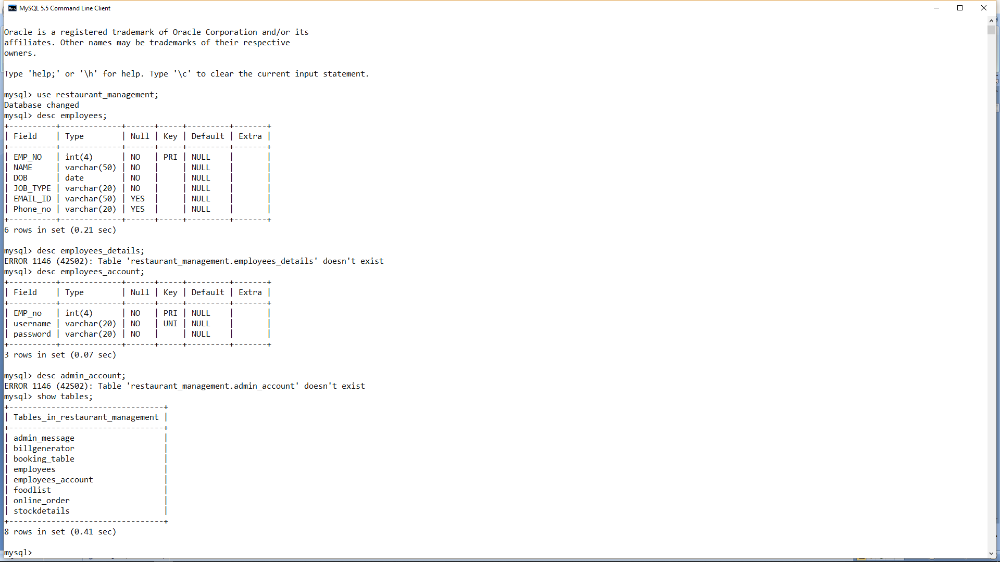 MySQL 5.5 Command Line Client
Oracle is a registered trademark of Oracle Corporation and/or its
affiliates. Other names may be trademarks of their respective
owners.
Type 'help;' or '\h' for help. Type '\c' to clear the current input statement.
mysql> use restaurant_management;
Database changed
mysql> desc employees;
+----------+-------------+------+-----+---------+-------+
| Field    | Type        | Null | Key | Default | Extra |
+----------+-------------+------+-----+---------+-------+
| EMP_NO   | int(4)      | NO   | PRI | NULL    |       |
| NAME     | varchar(50) | NO   |     | NULL    |       |
| DOB      | date        | NO   |     | NULL    |       |
| JOB_TYPE | varchar(20) | NO   |     | NULL    |       |
| EMAIL_ID | varchar(50) | YES  |     | NULL    |       |
| Phone_no | varchar(20) | YES  |     | NULL    |       |
+----------+-------------+------+-----+---------+-------+
6 rows in set (0.21 sec)
mysql> desc employees_details;
ERROR 1146 (42S02): Table 'restaurant_management.employees_details' doesn't exist
mysql> desc employees_account;
+----------+-------------+------+-----+---------+-------+
| Field    | Type        | Null | Key | Default | Extra |
+----------+-------------+------+-----+---------+-------+
| EMP_no   | int(4)      | NO   | PRI | NULL    |       |
| username | varchar(20) | NO   | UNI | NULL    |       |
| password | varchar(20) | NO   |     | NULL    |       |
+----------+-------------+------+-----+---------+-------+
3 rows in set (0.07 sec)
mysql> desc admin_account;
ERROR 1146 (42S02): Table 'restaurant_management.admin_account' doesn't exist
mysql> show tables;
+---------------------------------+
| Tables_in_restaurant_management |
+---------------------------------+
| admin_message                   |
| billgenerator                   |
| booking_table                   |
| employees                       |
| employees_account               |
| foodlist                        |
| online_order                    |
| stockdetails                    |
+---------------------------------+
8 rows in set (0.41 sec)
mysql>